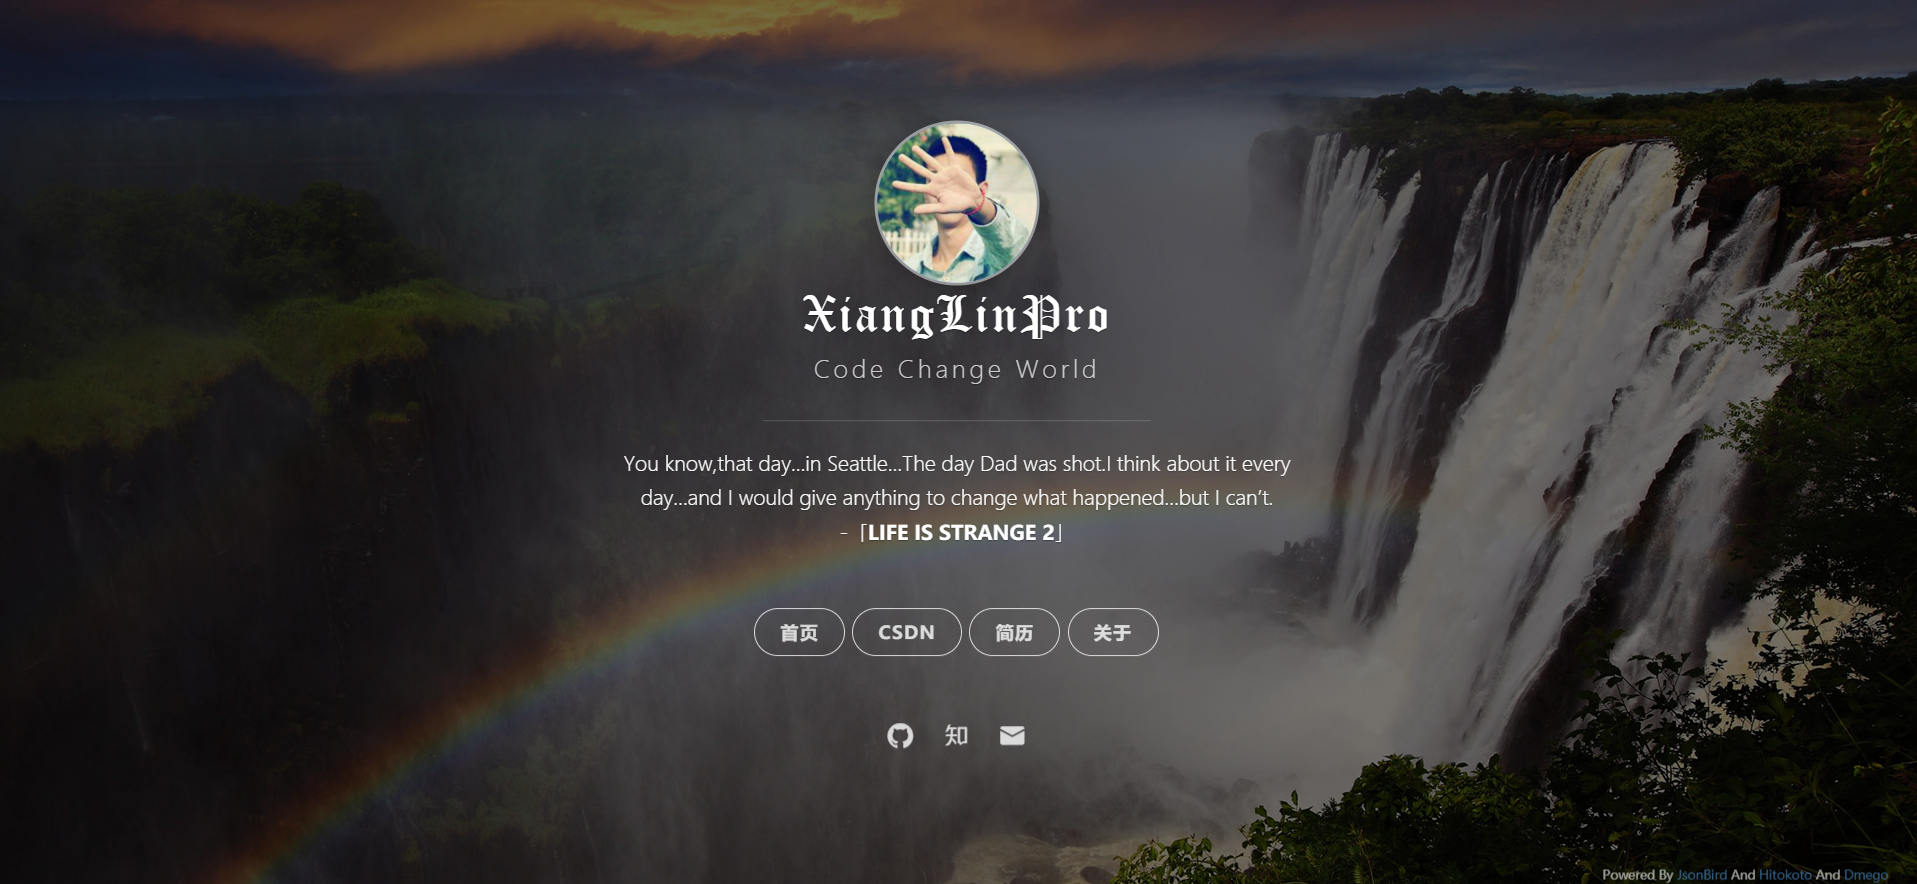 XiangLinPro
Code Change World
You know,that day...in Seattle...The day Dad was shot.I think about it every
day...and I would give anything to change what happened...but I can’t.
-「LIFE IS STRANGE 2」
首页 CSDN 简历 关于
知
Powered By JsonBird And Hitokoto And Dmego